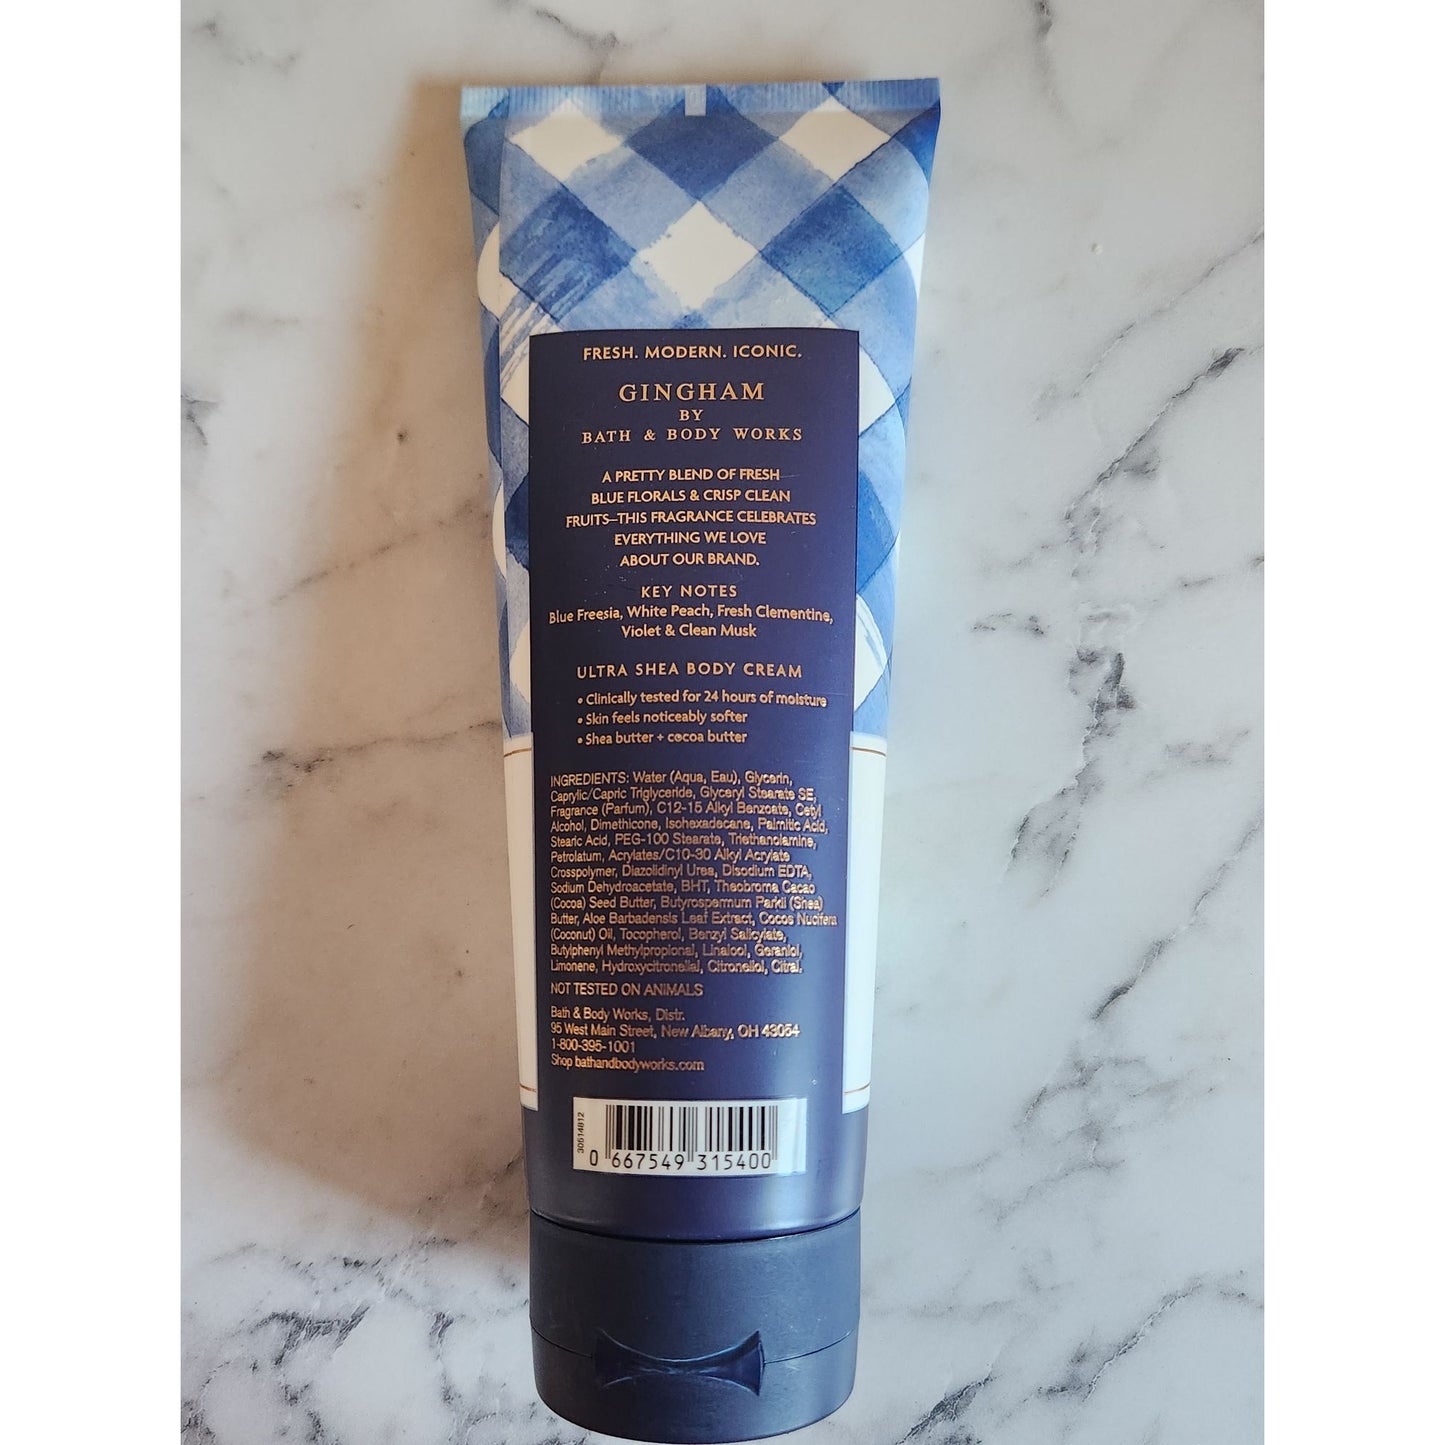 FRESH. MODERN. ICONIC.
GINGHAM
BY
BATH & BODY WORKS
A PRETTY BLEND OF FRESH
BLUE FLORALS & CRISP CLEAN
FRUITS—THIS FRAGRANCE CELEBRATES
EVERYTHING WE LOVE
ABOUT OUR BRAND.
KEY NOTES
Blue Freesia, White Peach, Fresh Clementine,
Violet & Clean Musk
ULTRA SHEA BODY CREAM
• Clinically tested for 24 hours of moisture
• Skin feels noticeably softer
• Shea butter + cocoa butter
INGREDIENTS: Water (Aqua, Eau), Glycerin,
Caprylic/Capric Triglyceride, Glyceryl Stearate SE,
Fragrance (Parfum), C12-15 Alkyl Benzoate, Cetyl
Alcohol, Dimethicone, Isohexadecane, Palmitic Acid,
Stearic Acid, PEG-100 Stearate, Triethanolamine,
Petrolatum, Acrylates/C10-30 Alkyl Acrylate
Crosspolymer, Diazolidinyl Urea, Disodium EDTA,
Sodium Dehydroacetate, BHT, Theobroma Cacao
(Cocoa) Seed Butter, Butyrospermum Parkii (Shea)
Butter, Aloe Barbadensis Leaf Extract, Cocos Nucifera
(Coconut) Oil, Tocopherol, Benzyl Salicylate,
Butylphenyl Methylpropional, Linalool, Geraniol,
Limonene, Hydroxycitronellal, Citronellol, Citral.
NOT TESTED ON ANIMALS
Bath & Body Works, Distr.
95 West Main Street, New Albany, OH 43054
1-800-395-1001
Shop bathandbodyworks.com
30514812
0 667549 315400